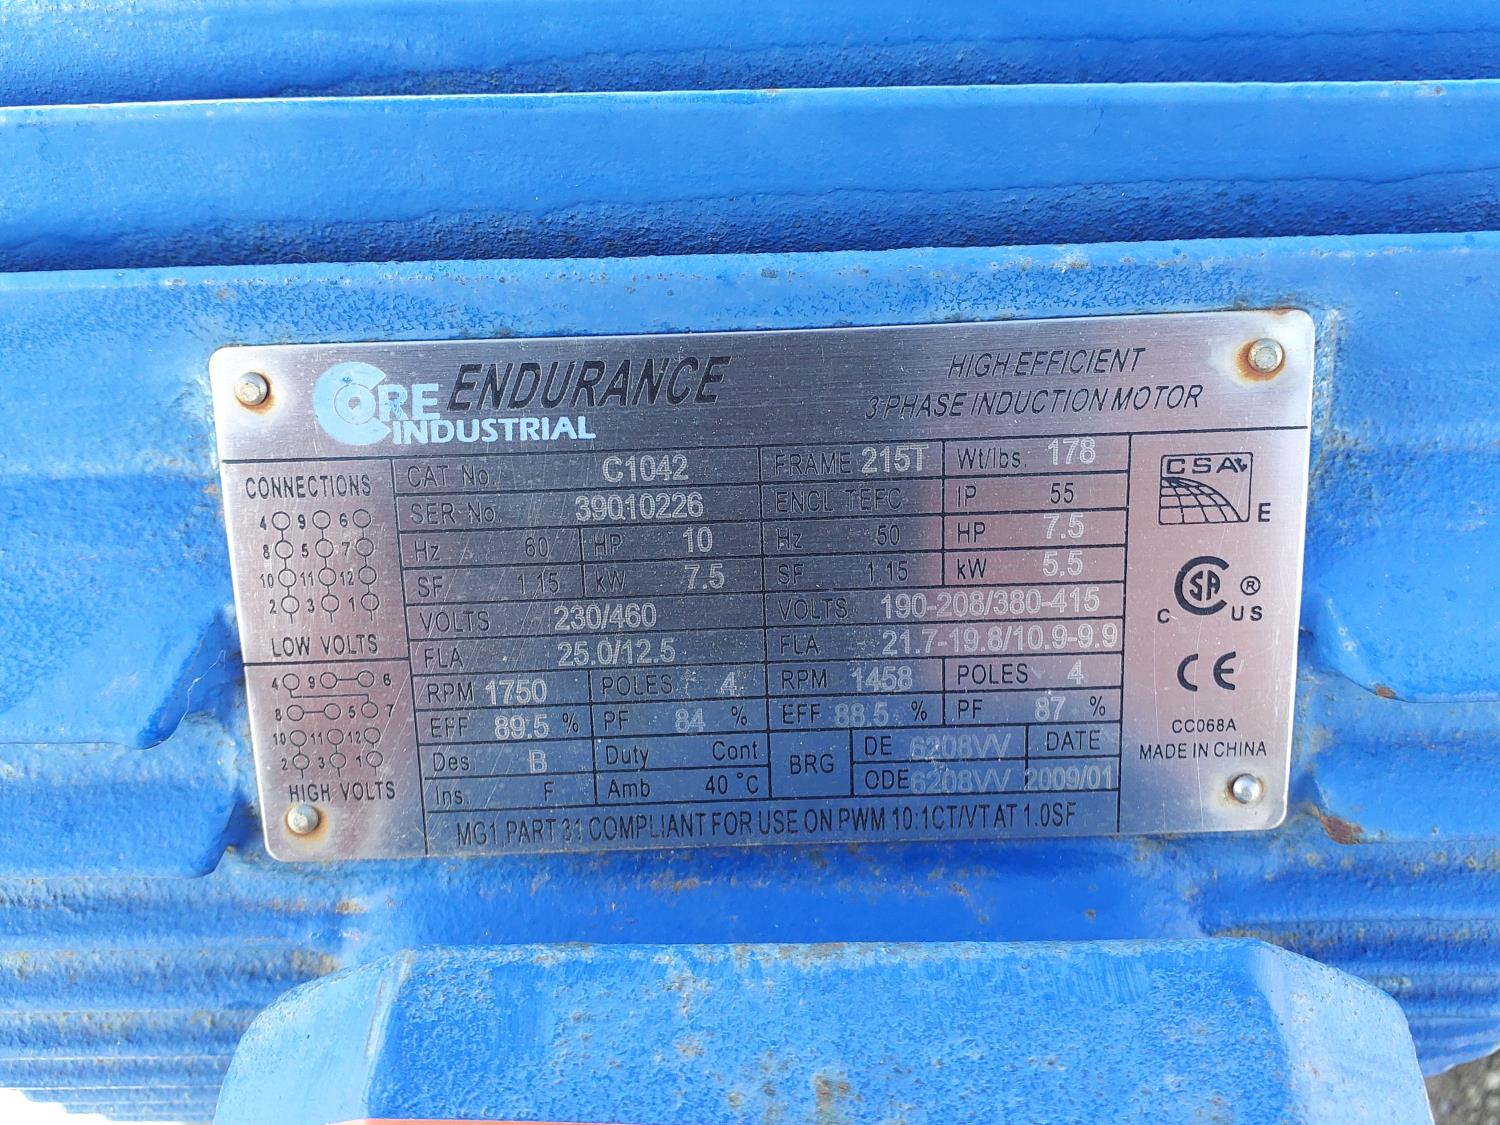 CORE INDUSTRIAL ENDURANCE
HIGH EFFICIENT
3 PHASE INDUCTION MOTOR
CONNECTIONS
4 9 6
8 5 7
10 11 12
2 3 1
LOW VOLTS
4 9 6
8 5 7
10 11 12
2 3 1
HIGH VOLTS
CAT No. C1042 FRAME 215T Wt/lbs. 178
SER No 39010226 ENCL TEFC IP 55
Hz 60 HP 10 Hz 50 HP 7.5
SF 1.15 kW 7.5 SF 1.15 kW 5.5
VOLTS 230/460 VOLTS 190-208/380-415
FLA 25.0/12.5 FLA 21.7-19.8/10.9-9.9
RPM 1750 POLES 4 RPM 1458 POLES 4
EFF 89.5 % PF 84 % EFF 88.5 % PF 87 %
Des B Duty Cont BRG DE 6208VV DATE
Ins F Amb 40 °C ODE 6208VV 2009/01
MG1,PART 31 COMPLIANT FOR USE ON PWM 10:1CT/VT AT 1.0SF
CSA E
C SA ® US
CE
CC068A
MADE IN CHINA